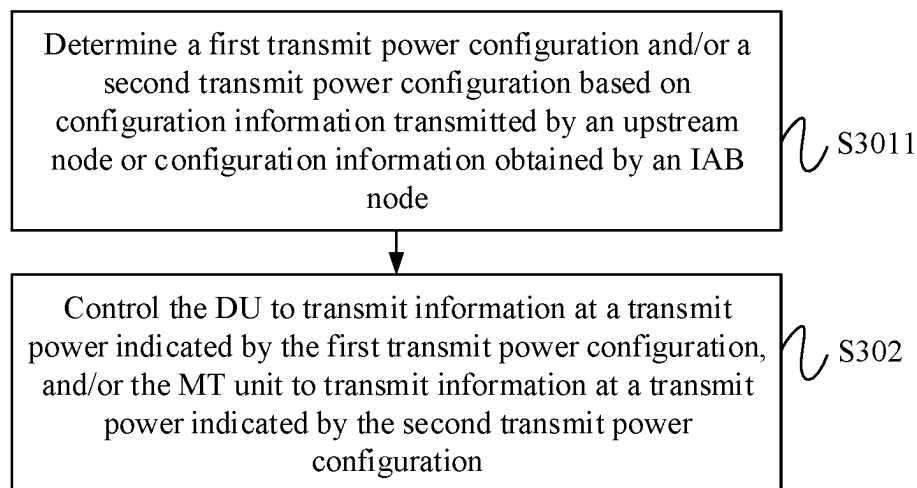 Determine a first transmit power configuration and/or a
second transmit power configuration based on
configuration information transmitted by an upstream
node or configuration information obtained by an IAB
node
S3011
Control the DU to transmit information at a transmit
power indicated by the first transmit power configuration,
and/or the MT unit to transmit information at a transmit
power indicated by the second transmit power
configuration
S302